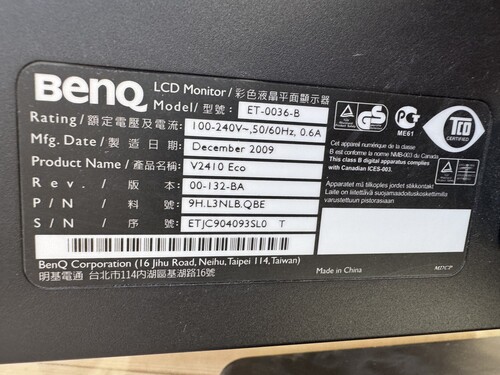 BenQ LCD Monitor/彩色液晶平面顯示器
Model/型號: ET-0036-B
Rating/額定電壓及電流: 100-240V~,50/60Hz, 0.6A
Mfg. Date/製造日期: December 2009
Product Name/產品名稱: V2410 Eco
Rev./版本: 00-132-BA
P/N/料號: 9H.L3NLB.QBE
S/N/序號: ETJC904093SL0 T
BenQ Corporation (16 Jihu Road, Neihu, Taipei 114, Taiwan)
明基電通 台北市114內湖區基湖路16號
GS
PG
ME61
TCO
CERTIFIED
Cet appareil numérique de la classe
B est conforme the norme NMB-003 du Canada
This class B digital apparatus complies
with Canadian ICES-003.
Apparatet må tilkoples jordet stikkontakt
Laite on liitettävä suojamaadoituskoskettimilla
varustettuun pistorasiaan
Made in China
MD7CP